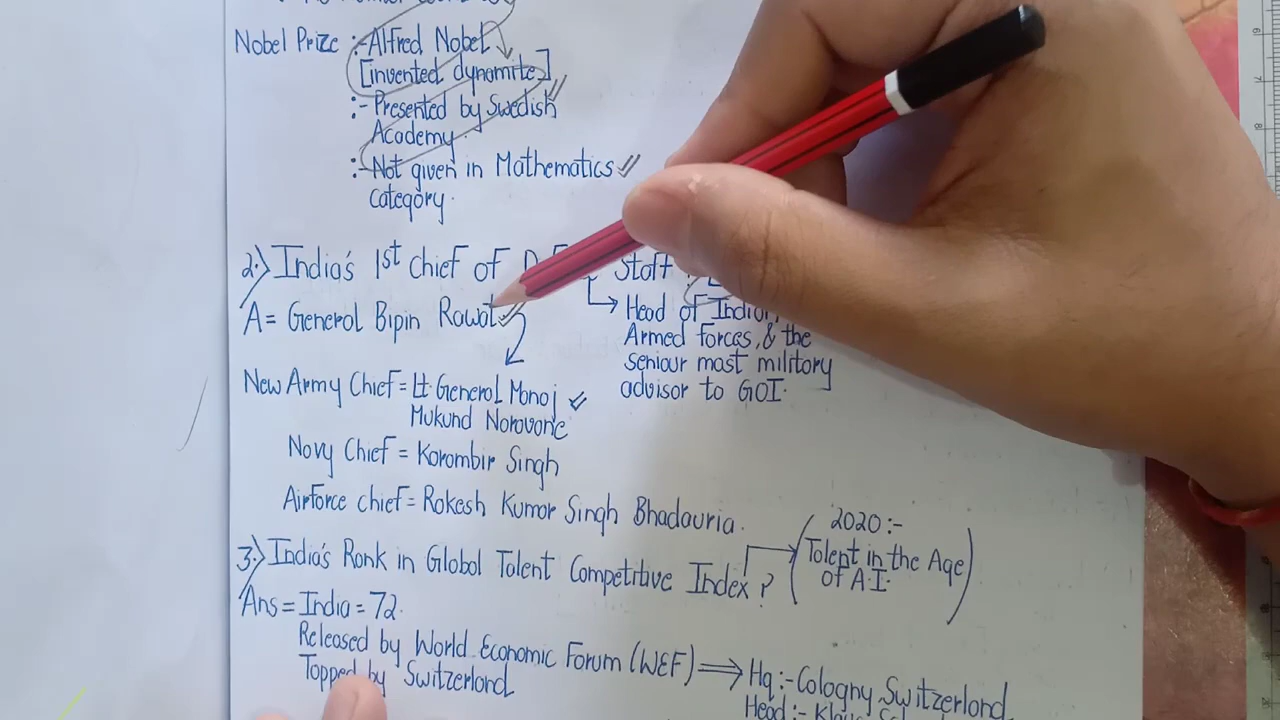 Nobel Prize :- Alfred Nobel
[invented dynamite]
:- Presented by Swedish
Academy.
:- Not given in Mathematics
category.
2.) India's 1st Chief of Staff
A = General Bipin Rawat
Head of Indian
Armed forces, & the
seniour most military
advisor to GOI.
New Army Chief = Lt. General Manoj
Mukund Naravane
Navy Chief = Karambir Singh
Airforce chief = Rakesh Kumar Singh Bhadauria.
3.) India's Rank in Global Talent Competitive Index ?
2020 :-
Talent in the Age
of A.I.
Ans = India = 72.
Released by World Economic Forum (WEF) ⇒ Hq :- Cologny Switzerland
Topped by Switzerland
Head :- Klaus